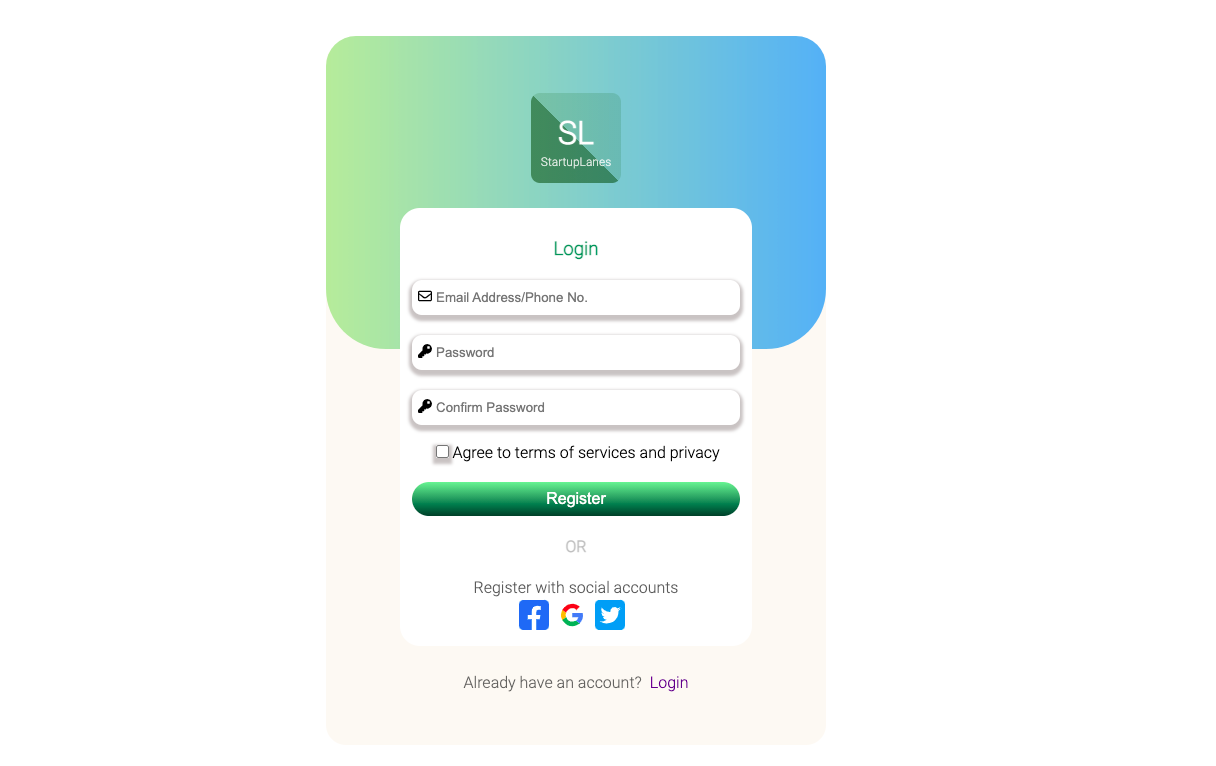 SL
StartupLanes
Login
Email Address/Phone No.
Password
Confirm Password
Agree to terms of services and privacy
Register
OR
Register with social accounts
Already have an account? Login